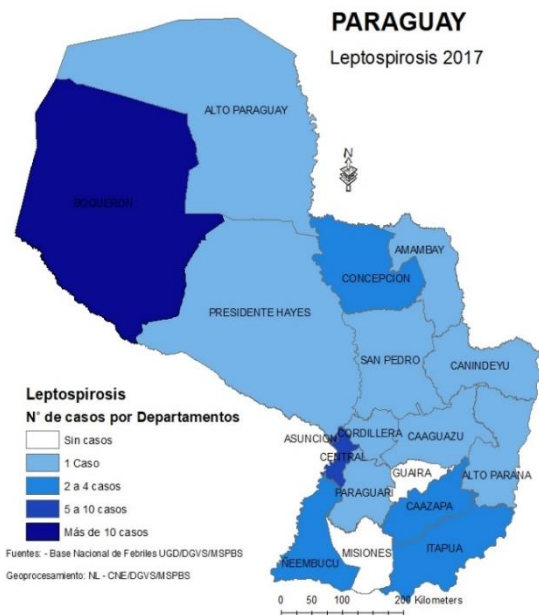 PARAGUAY
Leptospirosis 2017
N
ALTO PARAGUAY
BOQUERON
AMAMBAY
CONCEPCION
PRESIDENTE HAYES
SAN PEDRO
CANINDEYU
Leptospirosis
N° de casos por Departamentos
Sin casos
1 Caso
2 a 4 casos
5 a 10 casos
Más de 10 casos
ASUNCION
CORDILLERA
CAAGUAZU
CENTRAL
GUAIRA
ALTO PARANA
PARAGUARI
CAAZAPA
MISIONES
ITAPUA
ÑEEMBUCU
Fuentes: - Base Nacional de Febriles UGD/DGVS/MSPBS
Geoprocesamiento: NL - CNE/DGVS/MSPBS
0 50 100 200 Kilometers